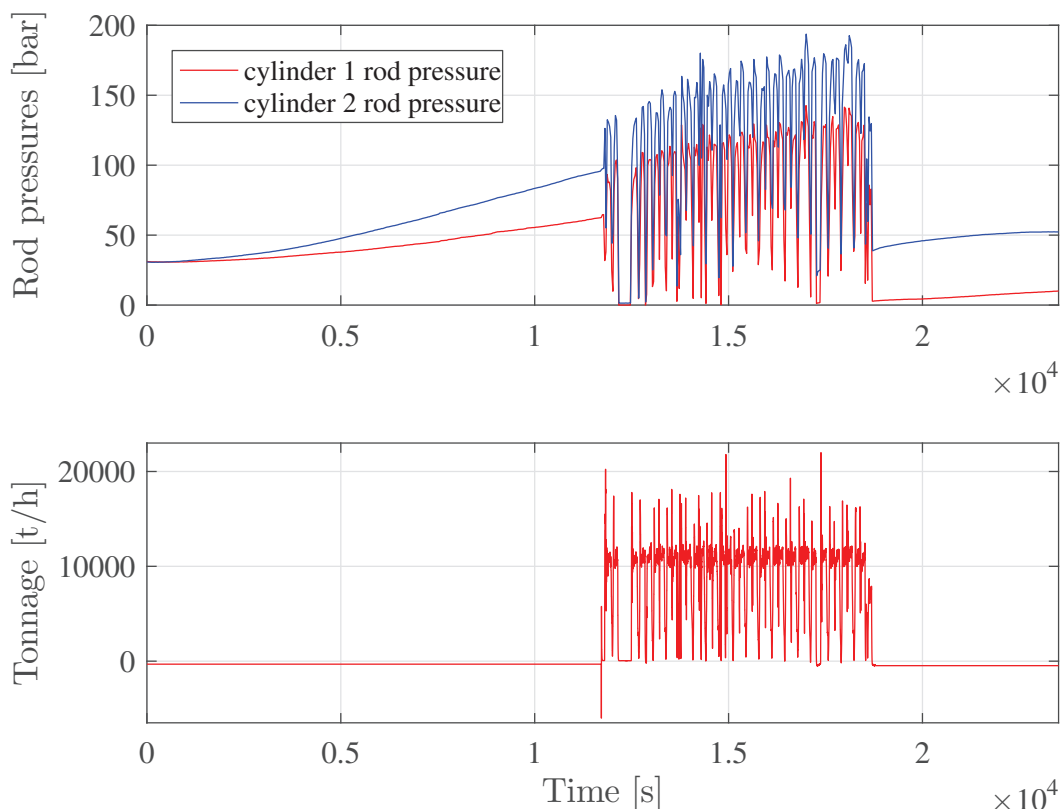 Rod pressures [bar]
200
150
100
50
0
cylinder 1 rod pressure
cylinder 2 rod pressure
0 0.5 1 1.5 2
×10⁴
Tonnage [t/h]
20000
10000
0
0 0.5 1 1.5 2
Time [s]
×10⁴